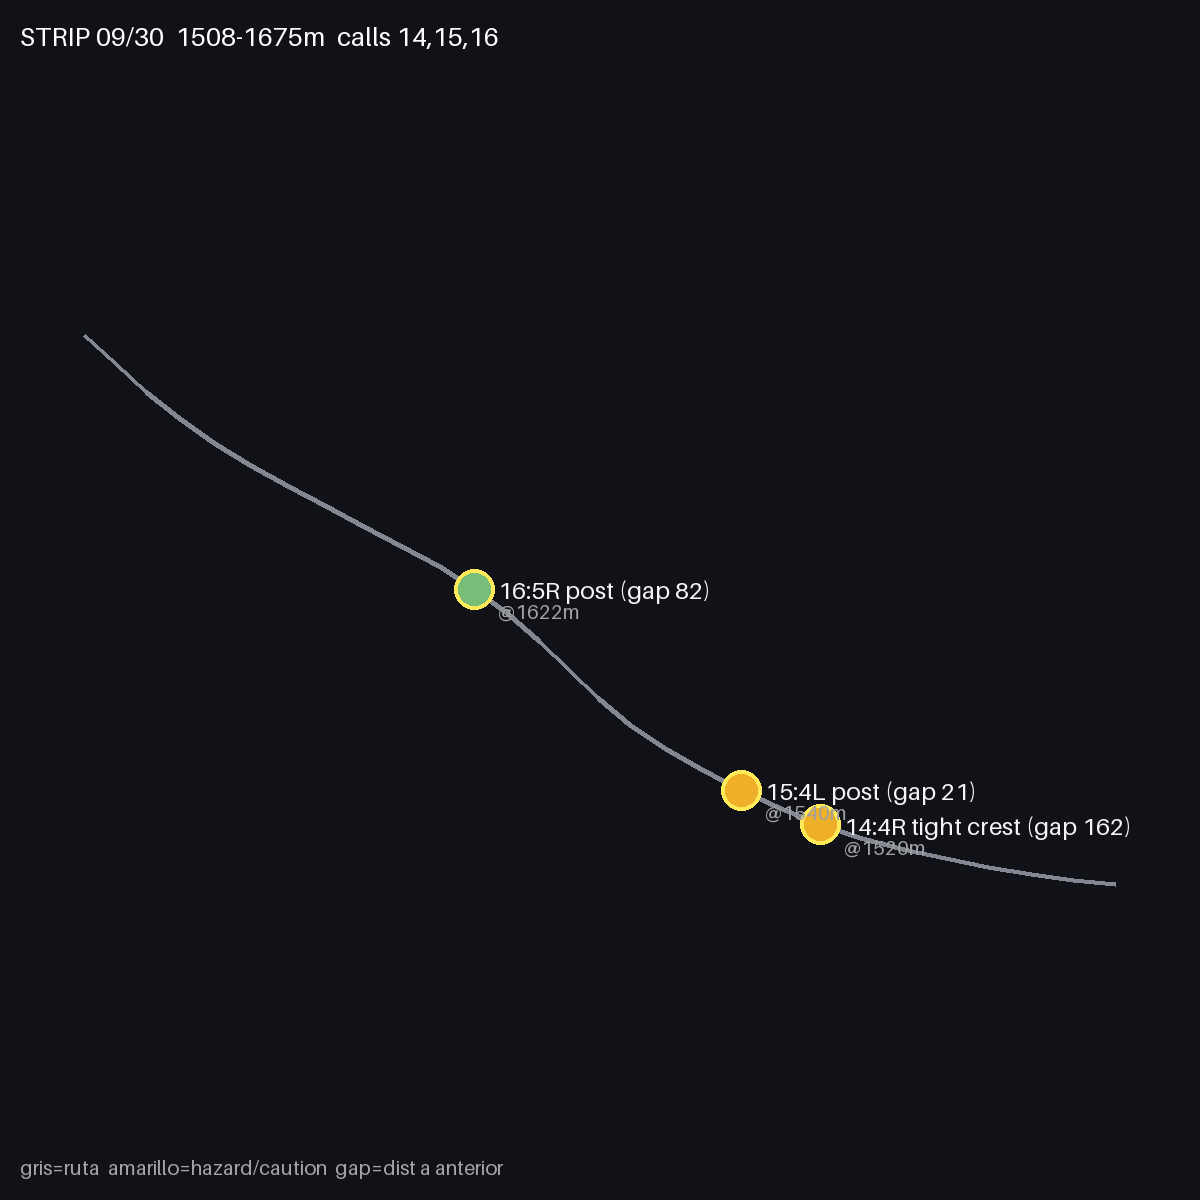 STRIP 09/30 1508-1675m calls 14,15,16
16:5R post (gap 82)
@1622m
15:4L post (gap 21)
@1540m
14:4R tight crest (gap 162)
@1520m
gris=ruta amarillo=hazard/caution gap=dist a anterior